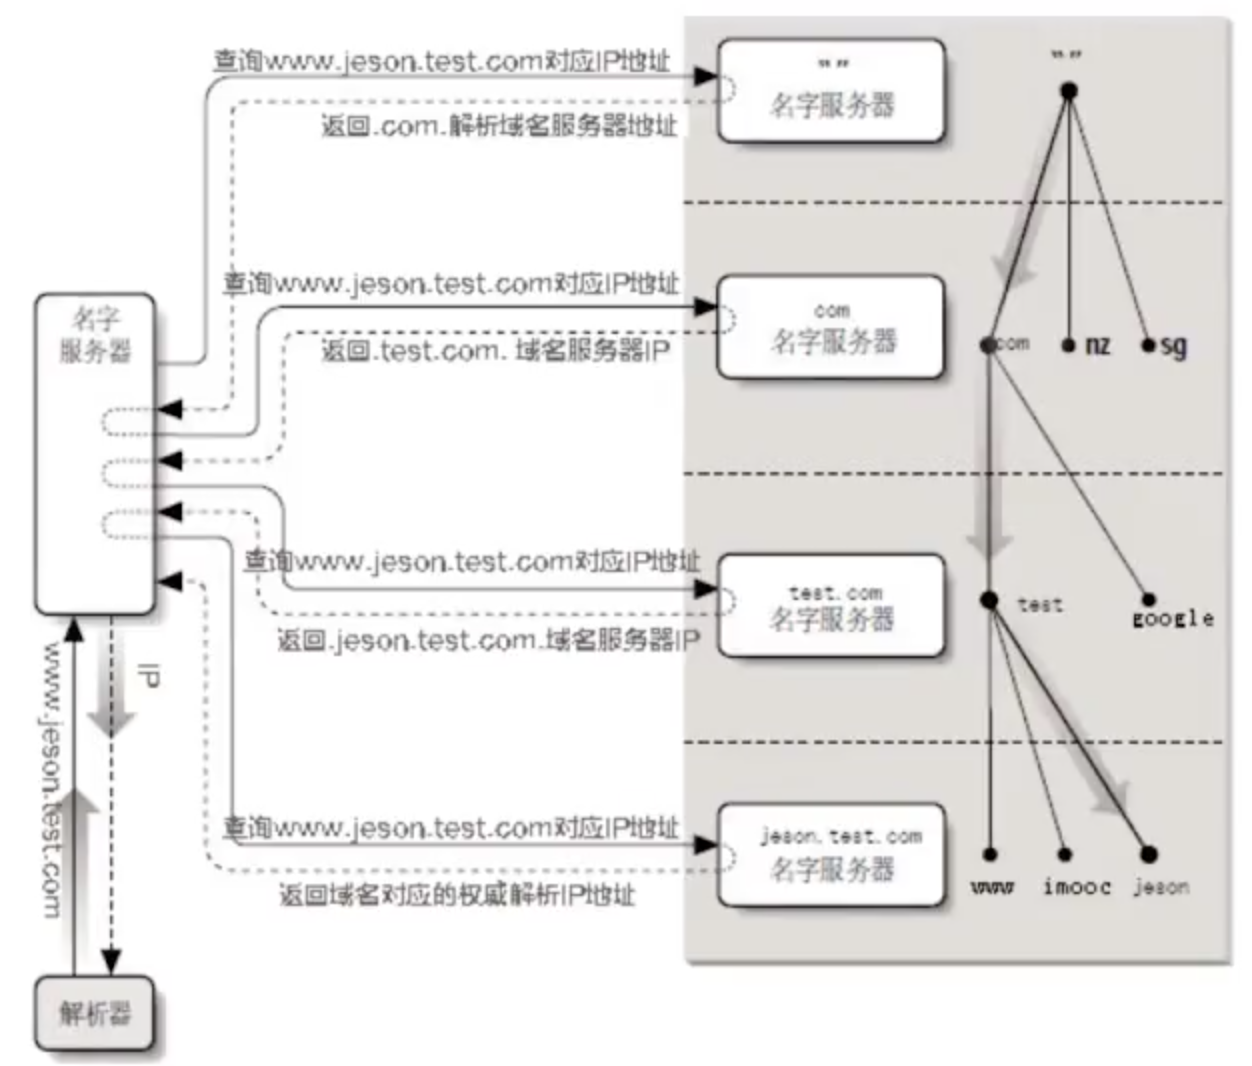 查询www.jeson.test.com对应IP地址
" "
名字服务器
返回.com.解析域名服务器地址
" "
查询www.jeson.test.com对应IP地址
com
名字服务器
返回.test.com. 域名服务器IP
com
nz
sg
名字
服务器
查询www.jeson.test.com对应IP地址
test.com
名字服务器
返回.jeson.test.com.域名服务器IP
test
google
www.jeson.test.com
IP
查询www.jeson.test.com对应IP地址
jeson.test.com
名字服务器
返回域名对应的权威解析IP地址
www
imooc
jeson
解析器